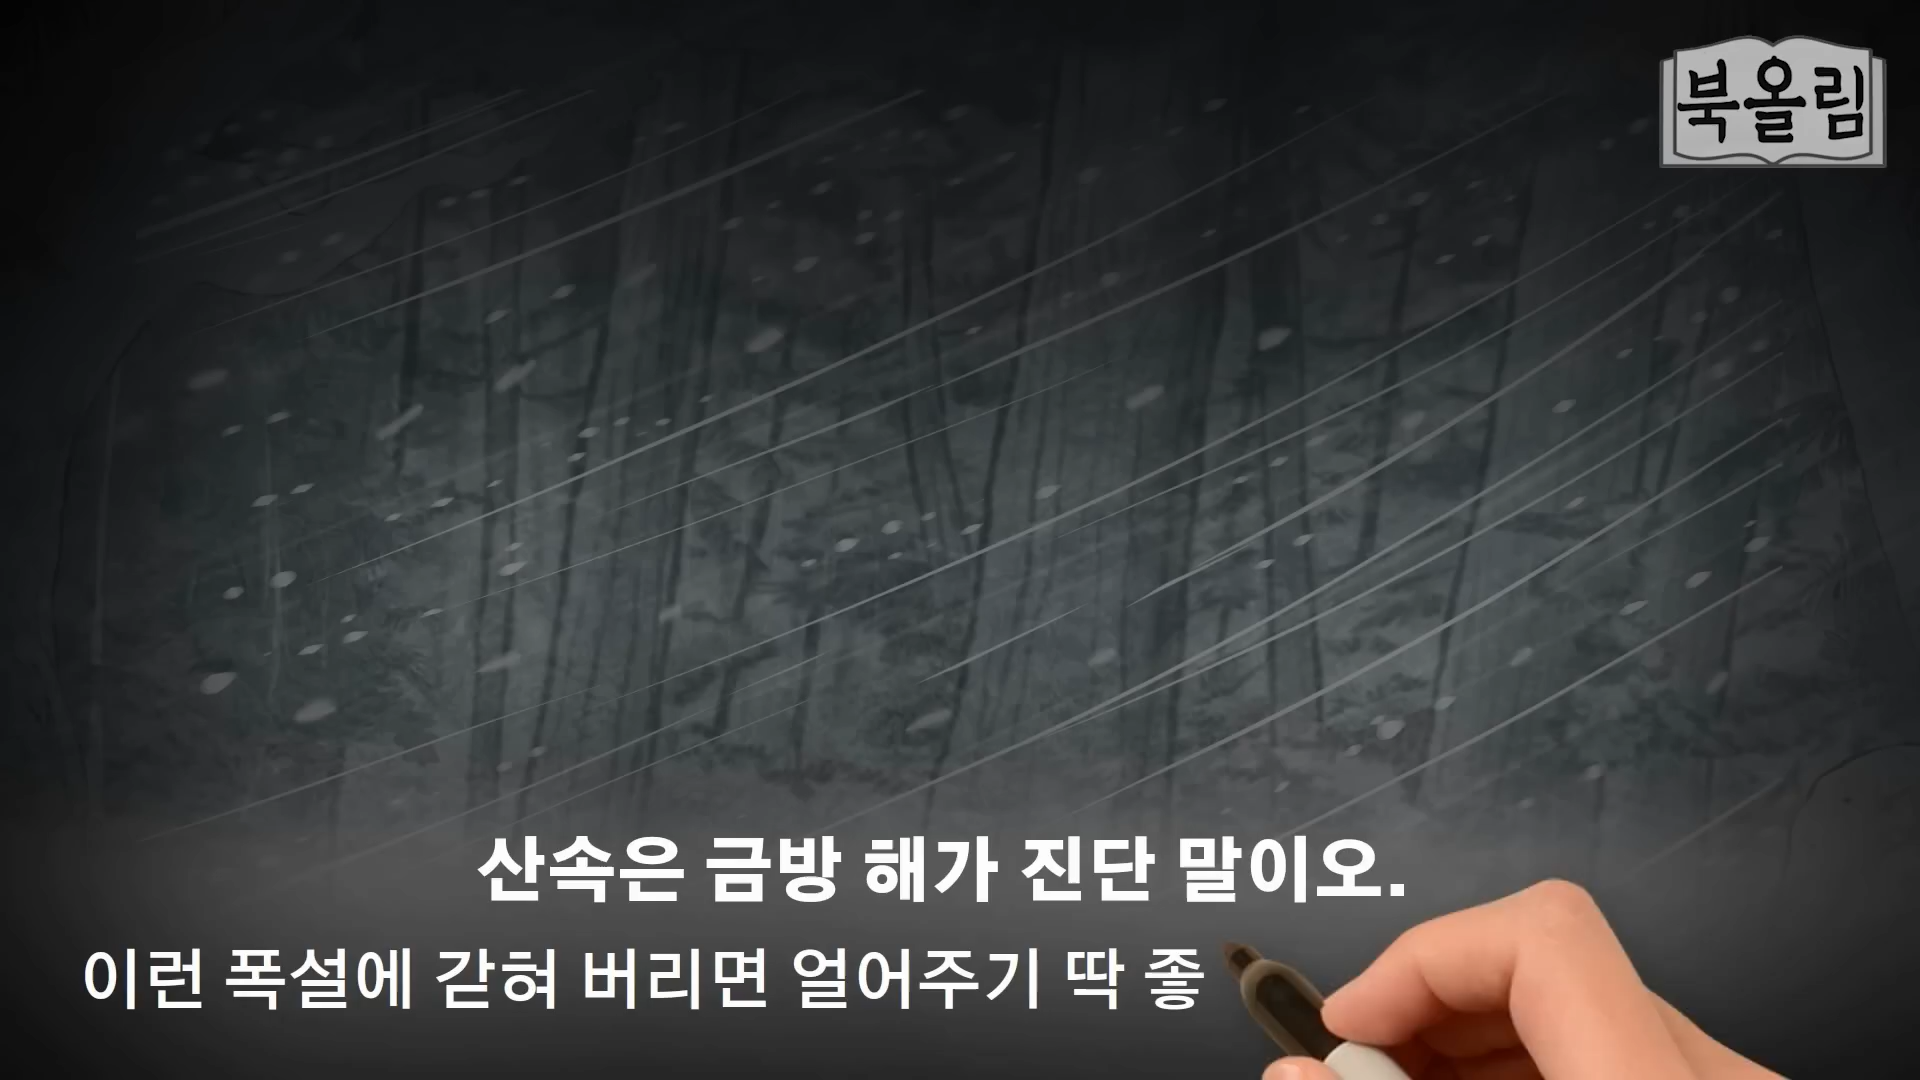 북올림
산속은 금방 해가 진단 말이오.
이런 폭설에 갇혀 버리면 얼어주기 딱 좋